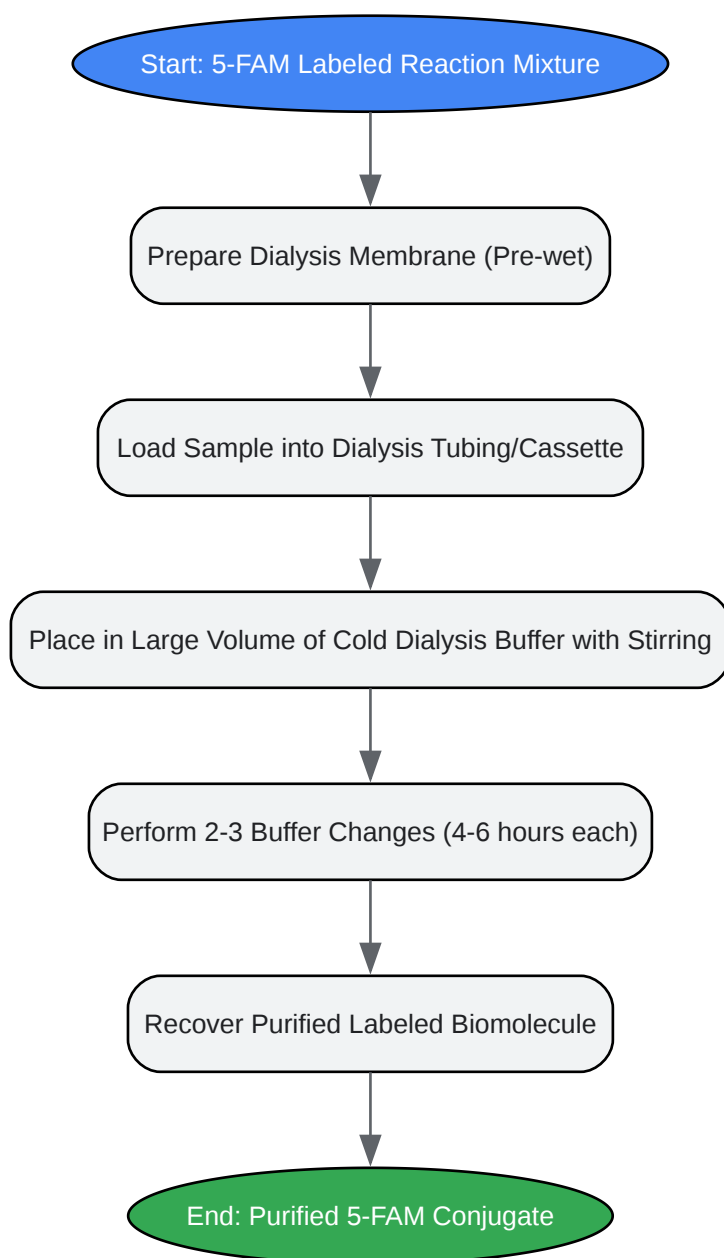 Start: 5-FAM Labeled Reaction Mixture
Prepare Dialysis Membrane (Pre-wet)
Load Sample into Dialysis Tubing/Cassette
Place in Large Volume of Cold Dialysis Buffer with Stirring
Perform 2-3 Buffer Changes (4-6 hours each)
Recover Purified Labeled Biomolecule
End: Purified 5-FAM Conjugate